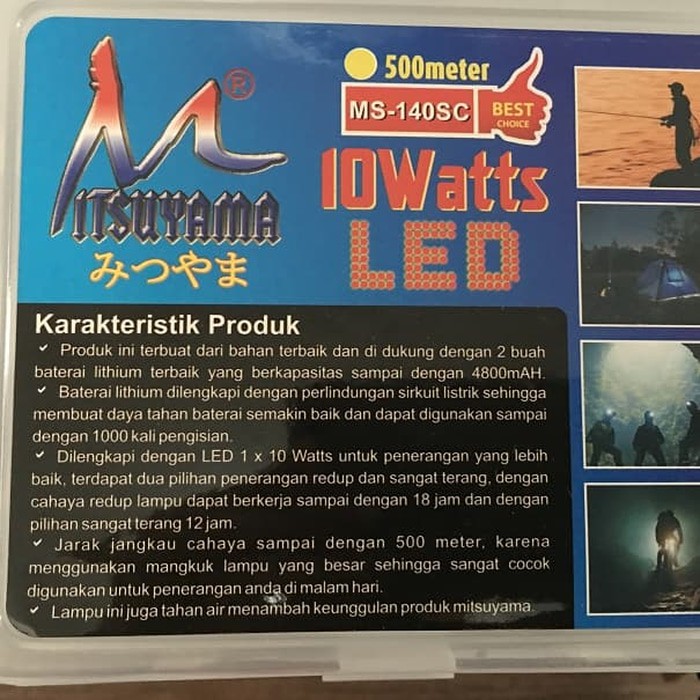 ®
MITSUYAMA
みつやま
500meter
MS-140SC
BEST
CHOICE
10Watts
LED
Karakteristik Produk
✓ Produk ini terbuat dari bahan terbaik dan di dukung dengan 2 buah
baterai lithium terbaik yang berkapasitas sampai dengan 4800mAH.
✓ Baterai lithium dilengkapi dengan perlindungan sirkuit listrik sehingga
membuat daya tahan baterai semakin baik dan dapat digunakan sampai
dengan 1000 kali pengisian.
✓ Dilengkapi dengan LED 1 x 10 Watts untuk penerangan yang lebih
baik, terdapat dua pilihan penerangan redup dan sangat terang, dengan
cahaya redup lampu dapat berkerja sampai dengan 18 jam dan dengan
pilihan sangat terang 12 jam.
✓ Jarak jangkau cahaya sampai dengan 500 meter, karena
menggunakan mangkuk lampu yang besar sehingga sangat cocok
digunakan untuk penerangan anda di malam hari.
✓ Lampu ini juga tahan air menambah keunggulan produk mitsuyama.